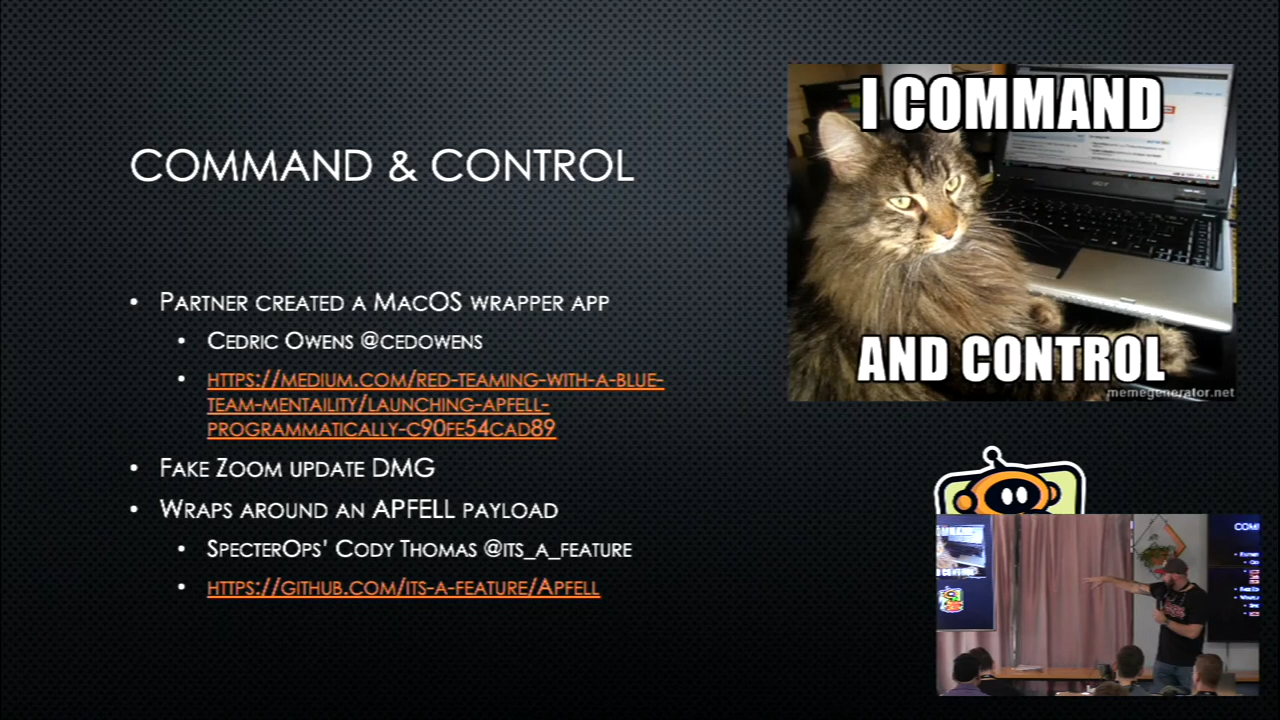 COMMAND & CONTROL
• PARTNER CREATED A MACOS WRAPPER APP
• CEDRIC OWENS @CEDOWENS
• HTTPS://MEDIUM.COM/RED-TEAMING-WITH-A-BLUE-
TEAM-MENTAILITY/LAUNCHING-APFELL-
PROGRAMMATICALLY-C90FE54CAD89
• FAKE ZOOM UPDATE DMG
• WRAPS AROUND AN APFELL PAYLOAD
• SPECTEROPS' CODY THOMAS @ITS_A_FEATURE
• HTTPS://GITHUB.COM/ITS-A-FEATURE/APFELL
I COMMAND
AND CONTROL
memegenerator.net
acer